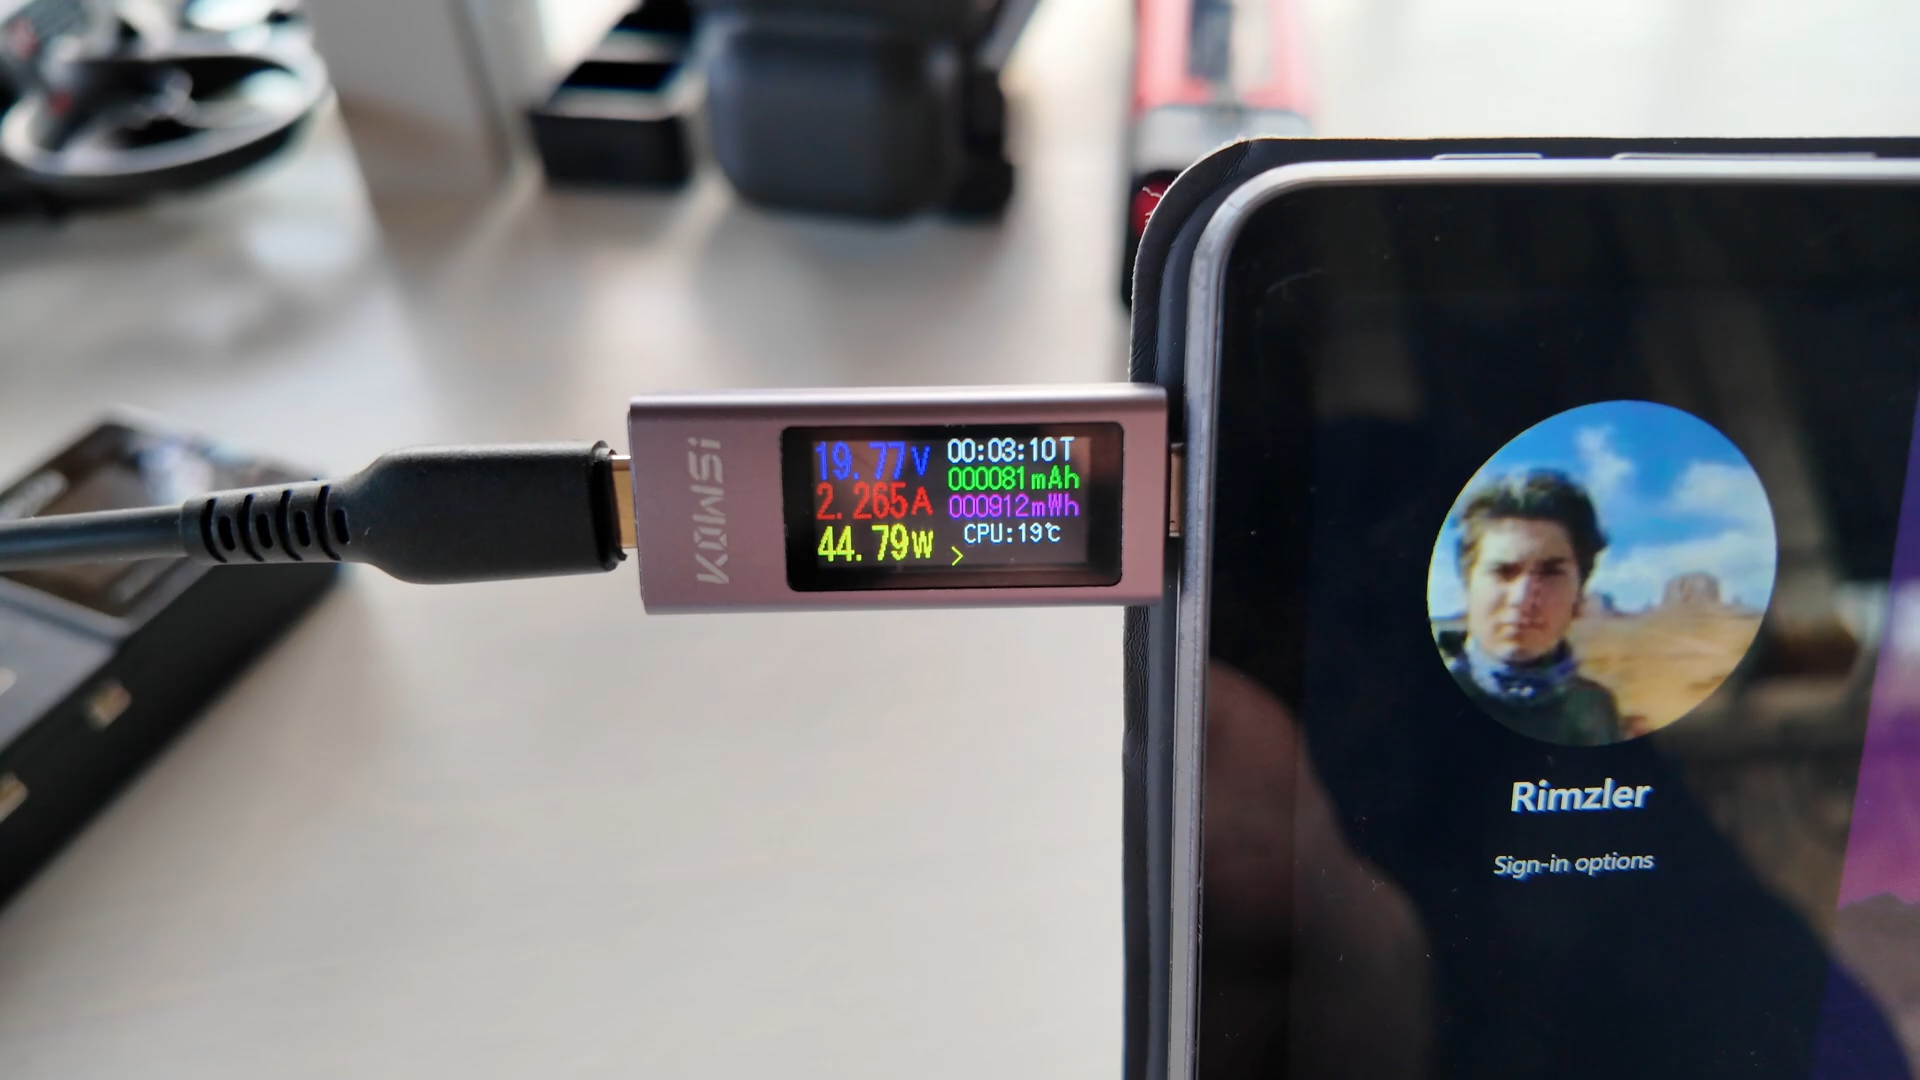 KOWSi
19.77V
2.265A
44.79W
00:03:10T
000081mAh
000912mWh
CPU:19℃
>
Rimzler
Sign-in options